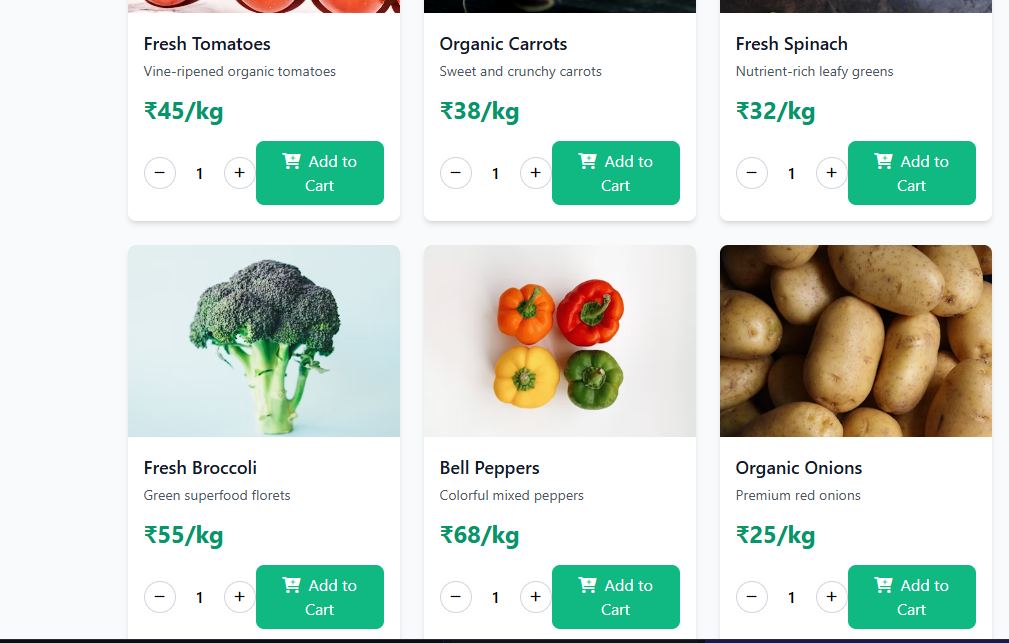 Fresh Tomatoes
Vine-ripened organic tomatoes
₹45/kg
− 1 + Add to
Cart
Organic Carrots
Sweet and crunchy carrots
₹38/kg
− 1 + Add to
Cart
Fresh Spinach
Nutrient-rich leafy greens
₹32/kg
− 1 + Add to
Cart
Fresh Broccoli
Green superfood florets
₹55/kg
− 1 + Add to
Cart
Bell Peppers
Colorful mixed peppers
₹68/kg
− 1 + Add to
Cart
Organic Onions
Premium red onions
₹25/kg
− 1 + Add to
Cart